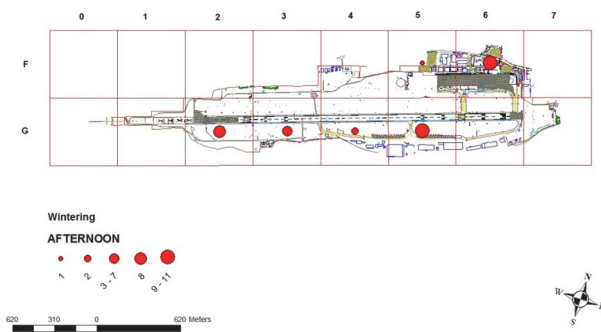 0 1 2 3 4 5 6 7
F
G
Wintering
AFTERNOON
1 2 3 - 7 8 9 - 11
620 310 0 620 Meters
N
W
S